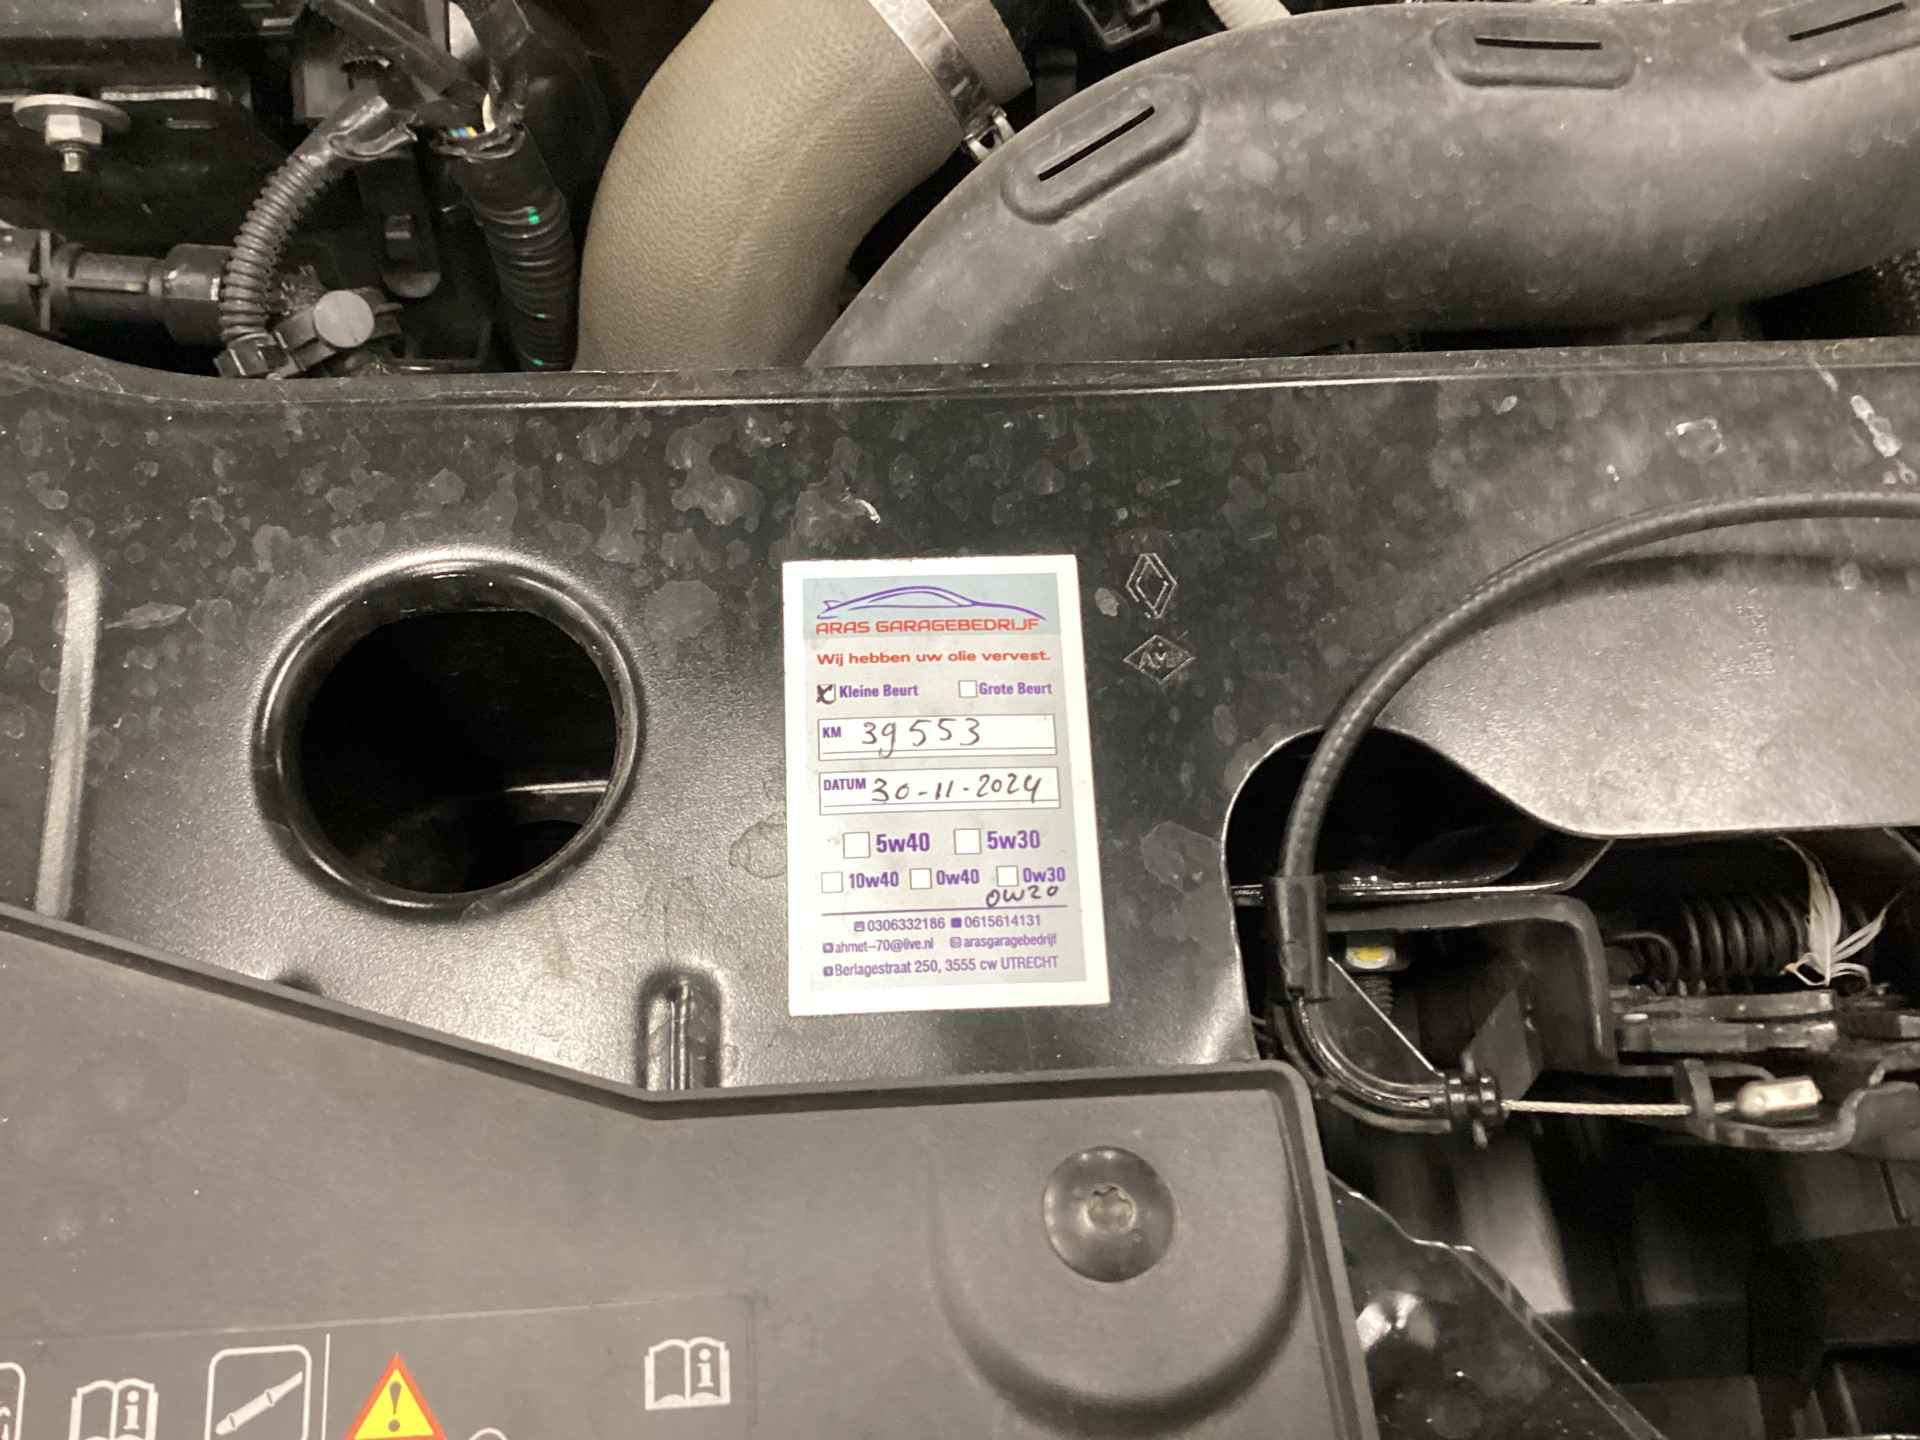 ARAS GARAGEBEDRIJF
Wij hebben uw olie vervest.
Kleine Beurt Grote Beurt
KM 39553
DATUM 30-11-2024
5w40 5w30
10w40 0w40 0w30
0W20
0306332186 0615614131
ahmet--70@live.nl arasgaragebedrijf
Berlagestraat 250, 3555 cw UTRECHT